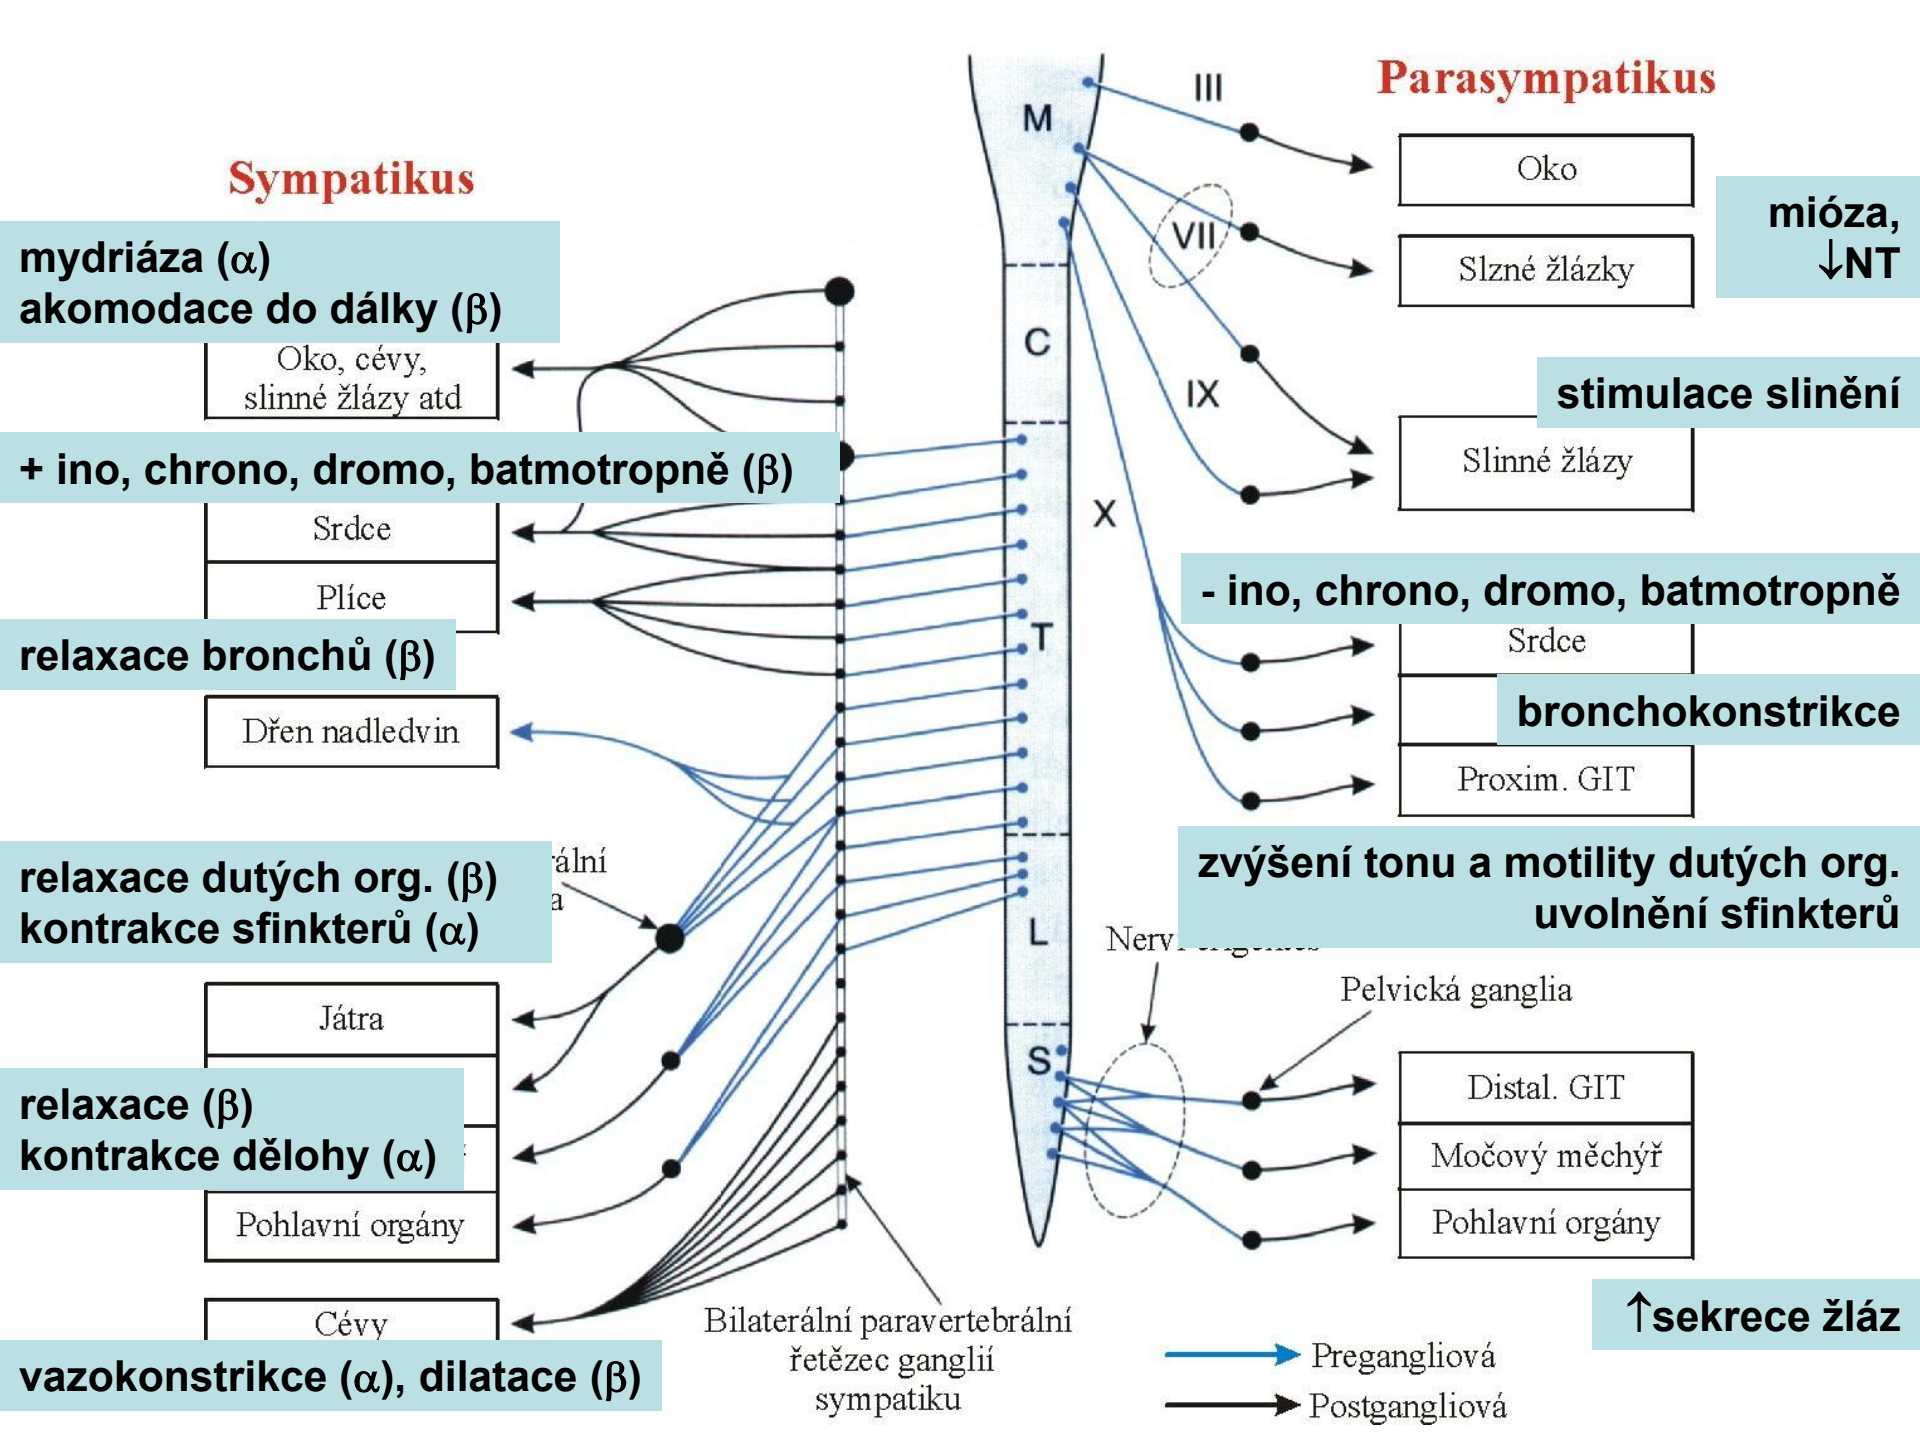 Sympatikus
mydriáza (α)
akomodace do dálky (β)
Oko, cévy,
slinné žlázy atd
+ ino, chrono, dromo, batmotropně (β)
Srdce
Plíce
relaxace bronchů (β)
Dřen nadledvin
relaxace dutých org. (β)
kontrakce sfinkterů (α)
Játra
relaxace (β)
kontrakce dělohy (α)
Pohlavní orgány
Cévy
vazokonstrikce (α), dilatace (β)
Bilaterální paravertebrální
řetězec ganglií
sympatiku
M
C
T
L
S
III
VII
IX
X
Parasympatikus
Oko
mióza,
↓NT
Slzné žlázky
stimulace slinění
Slinné žlázy
- ino, chrono, dromo, batmotropně
Srdce
bronchokonstrikce
Proxim. GIT
zvýšení tonu a motility dutých org.
uvolnění sfinkterů
Pelvická ganglia
Distal. GIT
Močový měchýř
Pohlavní orgány
↑sekrece žláz
Pregangliová
Postgangliová